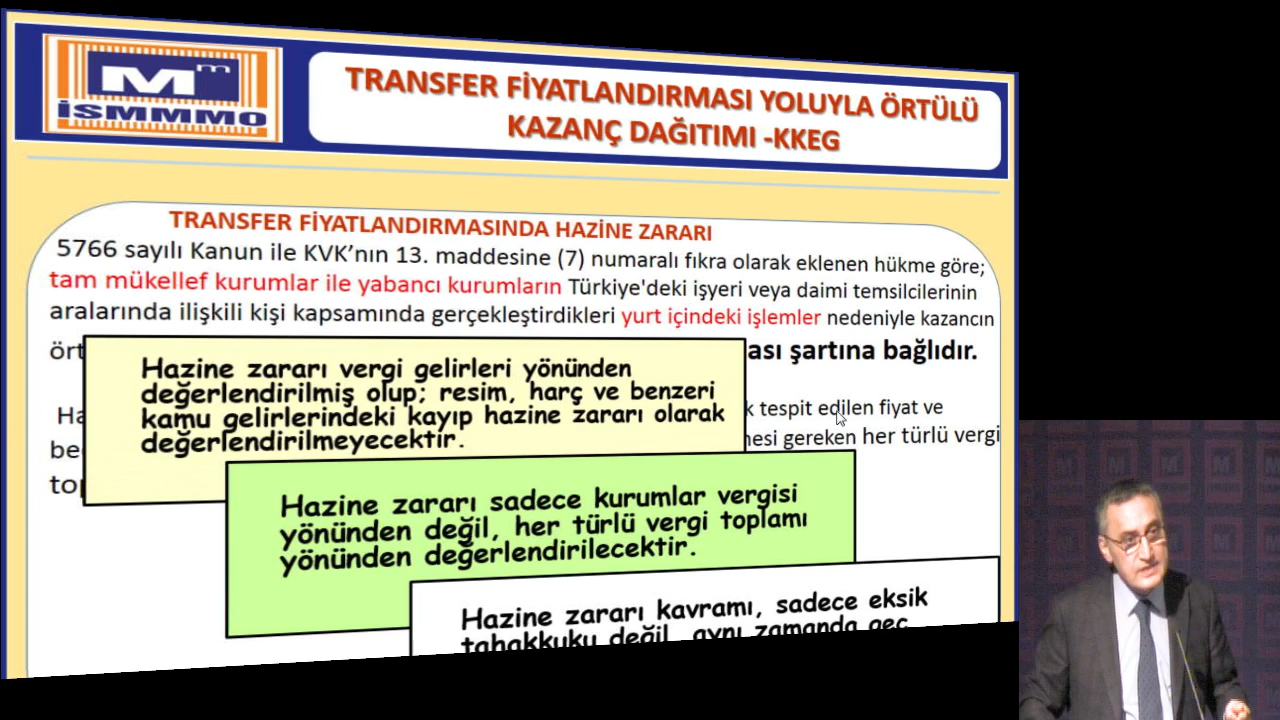 M m
İSMMMO
TRANSFER FİYATLANDIRMASI YOLUYLA ÖRTÜLÜ
KAZANÇ DAĞITIMI -KKEG
TRANSFER FİYATLANDIRMASINDA HAZİNE ZARARI
5766 sayılı Kanun ile KVK’nın 13. maddesine (7) numaralı fıkra olarak eklenen hükme göre;
tam mükellef kurumlar ile yabancı kurumların Türkiye'deki işyeri veya daimi temsilcilerinin
aralarında ilişkili kişi kapsamında gerçekleştirdikleri yurt içindeki işlemler nedeniyle kazancın
şartına bağlıdır.
tespit edilen fiyat ve
gereken her türlü vergi
Hazine zararı vergi gelirleri yönünden
değerlendirilmiş olup; resim, harç ve benzeri
kamu gelirlerindeki kayıp hazine zararı olarak
değerlendirilmeyecektir.
Hazine zararı sadece kurumlar vergisi
yönünden değil, her türlü vergi toplamı
yönünden değerlendirilecektir.
Hazine zararı kavramı, sadece eksik
tahakkuku değil, aynı zamanda geç